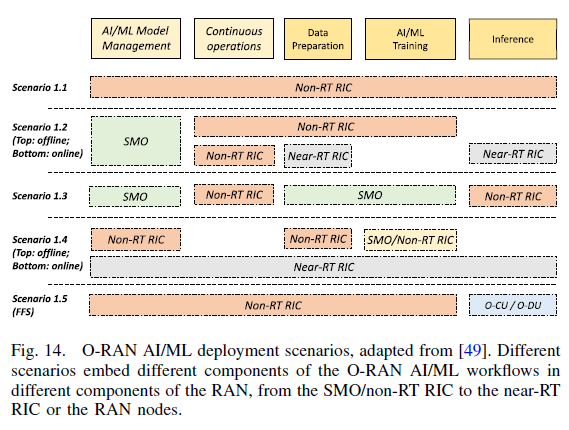 AI/ML Model
Management
Continuous
operations
Data
Preparation
AI/ML
Training
Inference
Scenario 1.1
Non-RT RIC
Scenario 1.2
(Top: offline;
Bottom: online)
SMO
Non-RT RIC
Non-RT RIC
Near-RT RIC
Near-RT RIC
Scenario 1.3
SMO
Non-RT RIC
SMO
Non-RT RIC
Scenario 1.4
(Top: offline;
Bottom: online)
Non-RT RIC
Non-RT RIC
SMO/Non-RT RIC
Near-RT RIC
Scenario 1.5
(FFS)
Non-RT RIC
O-CU / O-DU
Fig. 14. O-RAN AI/ML deployment scenarios, adapted from [49]. Different
scenarios embed different components of the O-RAN AI/ML workflows in
different components of the RAN, from the SMO/non-RT RIC to the near-RT
RIC or the RAN nodes.